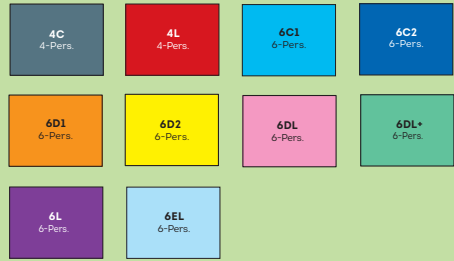 4C
4-Pers.
4L
4-Pers.
6C1
6-Pers.
6C2
6-Pers.
6D1
6-Pers.
6D2
6-Pers.
6DL
6-Pers.
6DL+
6-Pers.
6L
6-Pers.
6EL
6-Pers.